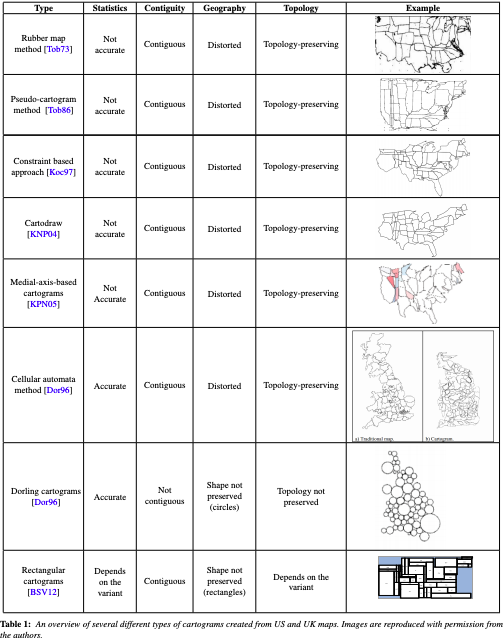 Type Statistics Contiguity Geography Topology Example
Rubber map
method [Tob73]
Not
accurate
Contiguous
Distorted
Topology-preserving
Pseudo-cartogram
method [Tob86]
Not
accurate
Contiguous
Distorted
Topology-preserving
Constraint based
approach [Koc97]
Not
accurate
Contiguous
Distorted
Topology-preserving
Cartodraw
[KNP04]
Not
accurate
Contiguous
Distorted
Topology-preserving
Medial-axis-based
cartograms
[KPN05]
Not
Accurate
Contiguous
Distorted
Topology-preserving
Cellular automata
method [Dor96]
Accurate
Contiguous
Distorted
Topology-preserving
a) Traditional map.
b) Cartogram.
Dorling cartograms
[Dor96]
Accurate
Not
contiguous
Shape not
preserved
(circles)
Topology not
preserved
Rectangular
cartograms
[BSV12]
Depends
on the
variant
Contiguous
Shape not
preserved
(rectangles)
Depends on the
variant
Table 1: An overview of several different types of cartograms created from US and UK maps. Images are reproduced with permission from
the authors.